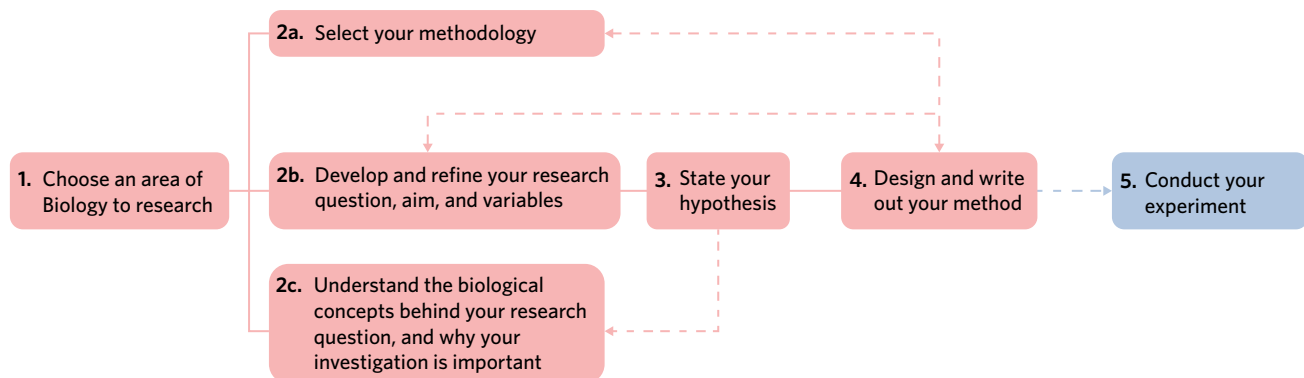 2a. Select your methodology
1. Choose an area of
Biology to research
2b. Develop and refine your research
question, aim, and variables
3. State your
hypothesis
4. Design and write
out your method
5. Conduct your
experiment
2c. Understand the biological
concepts behind your research
question, and why your
investigation is important